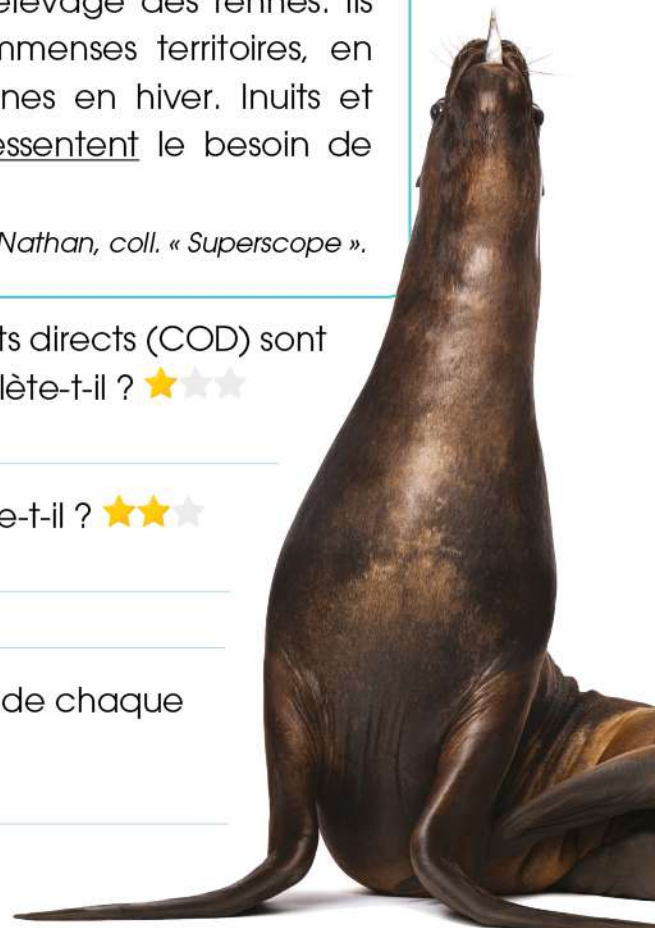 élevage des rennes. Ils
mmenses territoires, en
nes en hiver. Inuits et
essentent le besoin de
Nathan, coll. « Superscope ».
ts directs (COD) sont
lète-t-il ?
e-t-il ?
de chaque